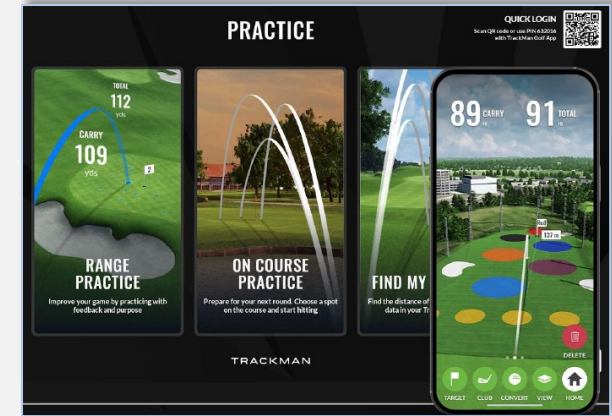 PRACTICE
QUICK LOGIN
Scan QR code or use PIN 632016
with TrackMan Golf App
TOTAL
112
yds
CARRY
109
yds
2
RANGE
PRACTICE
Improve your game by practicing with
feedback and purpose
ON COURSE
PRACTICE
Prepare for your next round. Choose a spot
on the course and start hitting
FIND MY
Find the distance of
data in your Tr
TRACKMAN
89 CARRY
91 TOTAL
Red
137 m
DELETE
TARGET
CLUB
CONVERT
VIEW
HOME